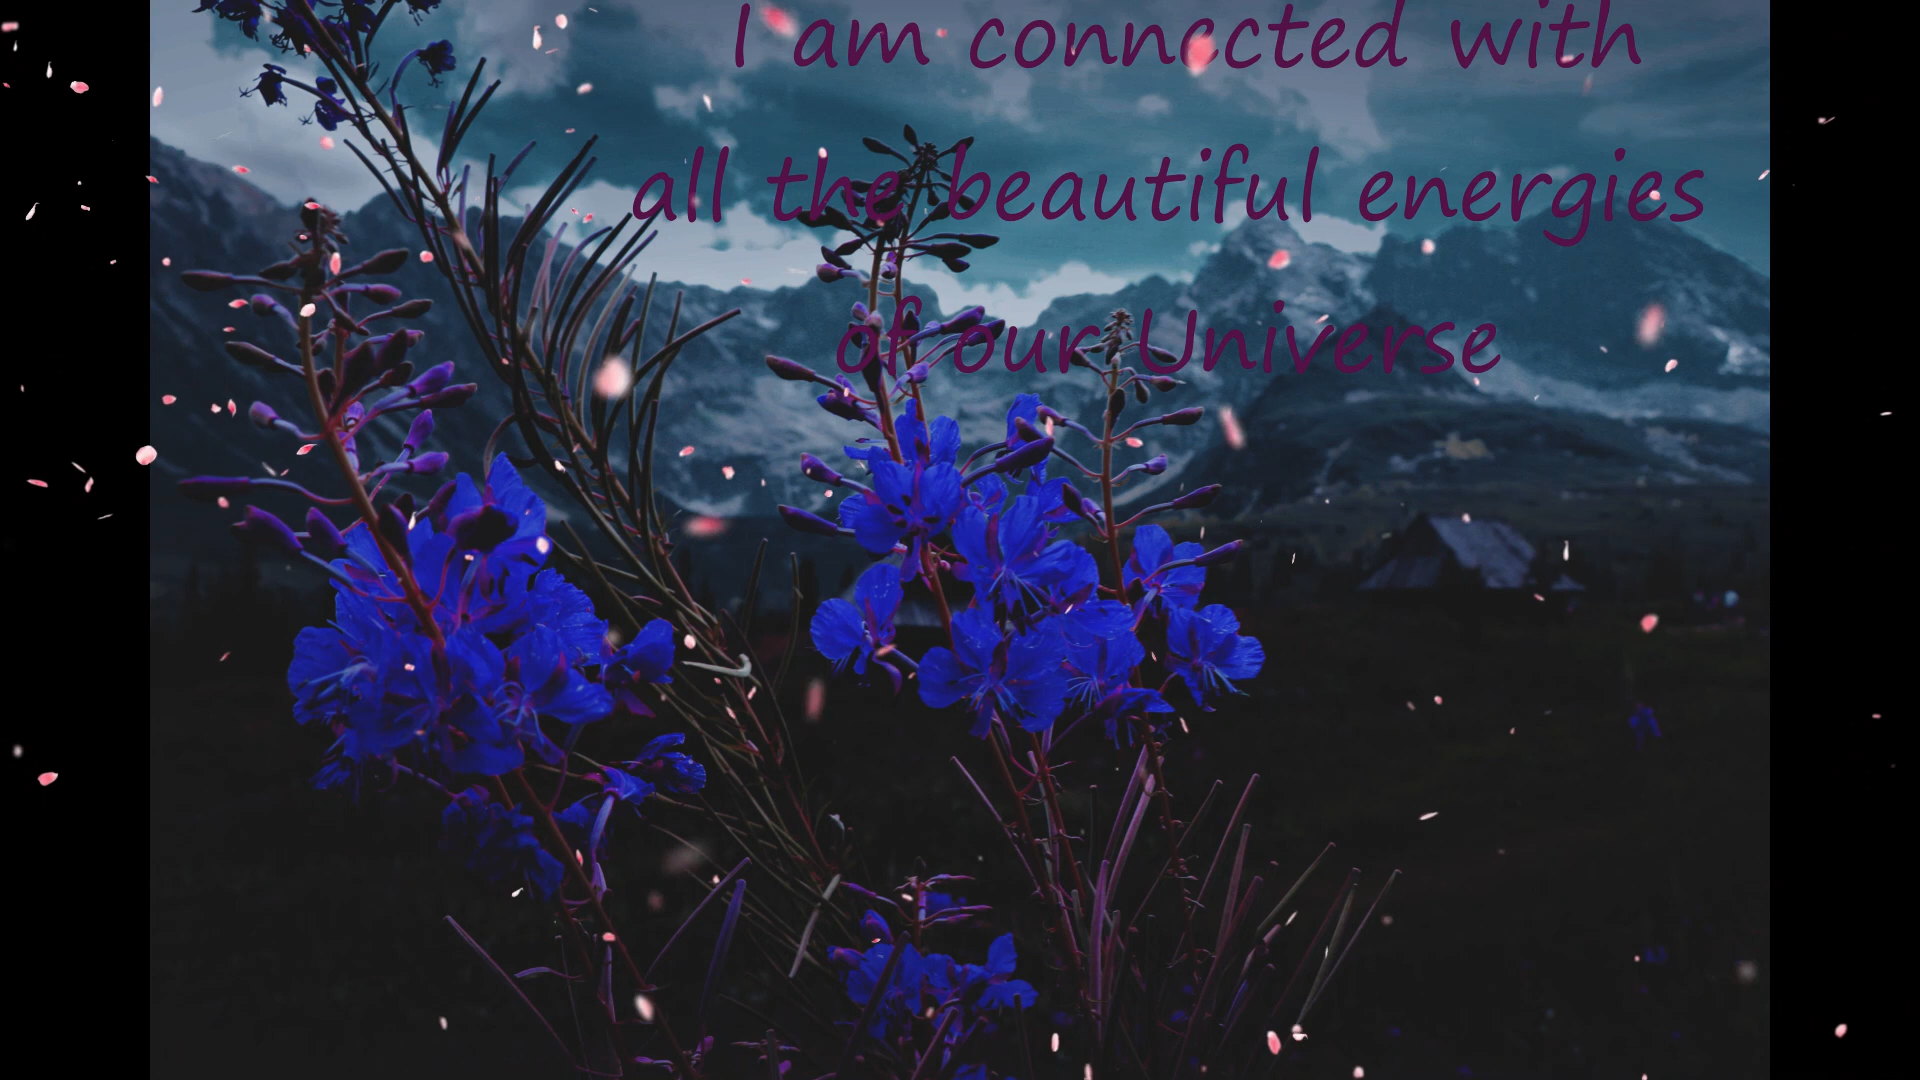 I am connected with
all the beautiful energies
of our Universe